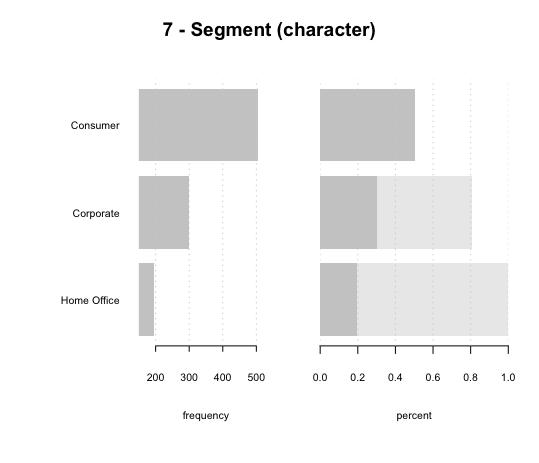 7 - Segment (character)
Consumer
Corporate
Home Office
200 300 400 500
0.0 0.2 0.4 0.6 0.8 1.0
frequency
percent